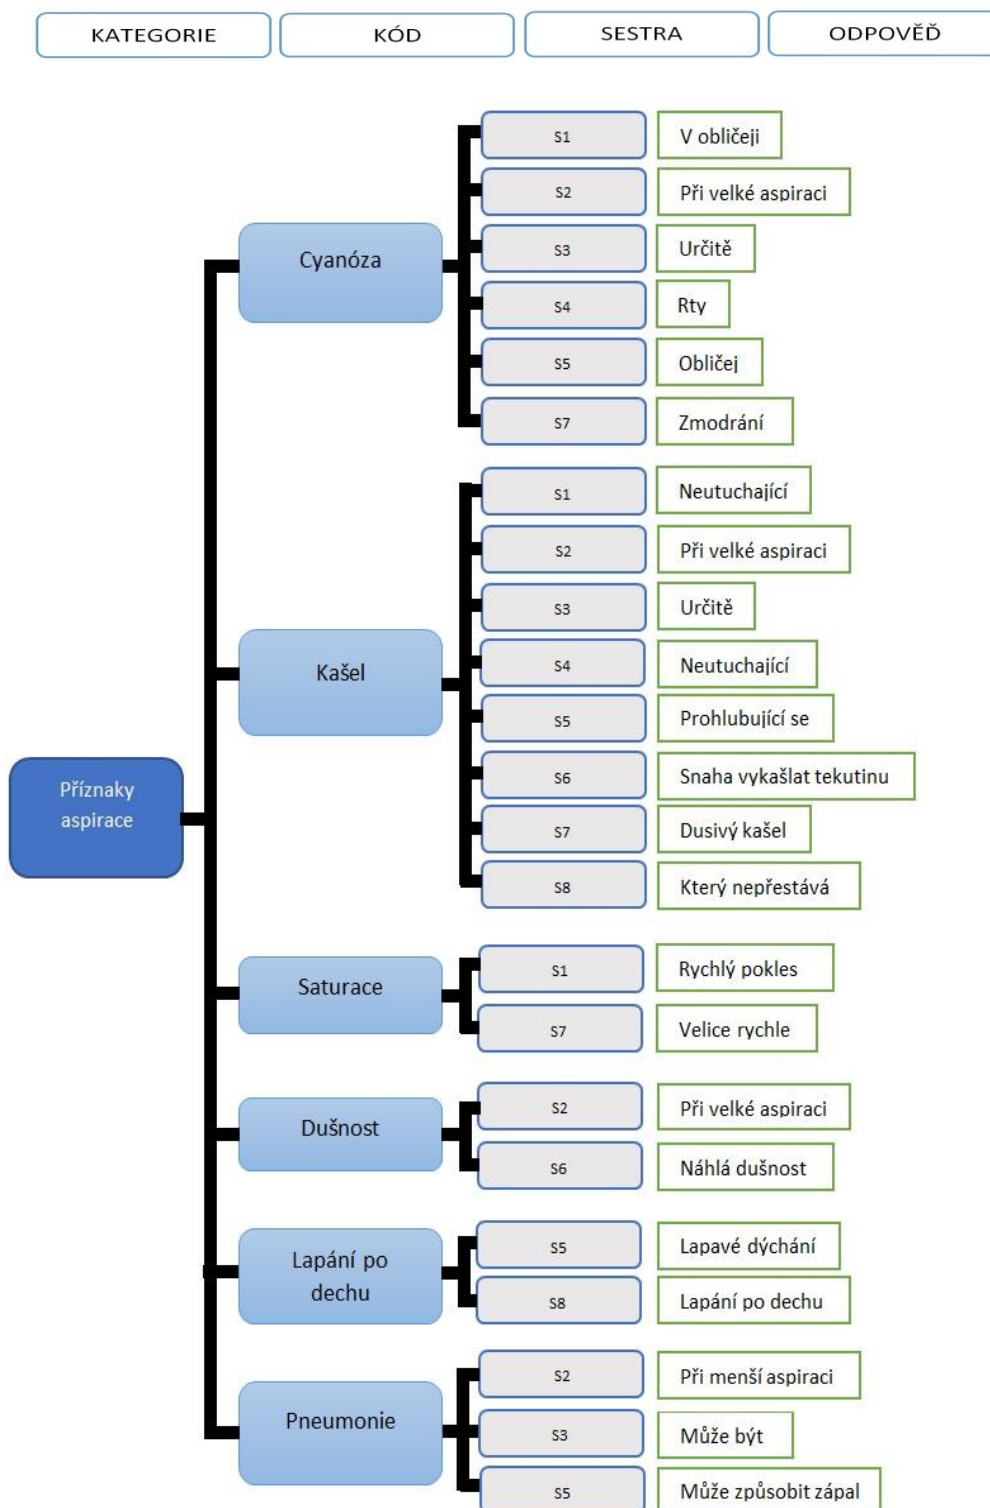 KATEGORIE KÓD SESTRA ODPOVĚĎ
Příznaky
aspirace
Cyanóza
S1 V obličeji
S2 Při velké aspiraci
S3 Určitě
S4 Rty
S5 Obličej
S7 Zmodrání
Kašel
S1 Neutuchající
S2 Při velké aspiraci
S3 Určitě
S4 Neutuchající
S5 Prohlubující se
S6 Snaha vykašlat tekutinu
S7 Dusivý kašel
S8 Který nepřestává
Saturace
S1 Rychlý pokles
S7 Velice rychle
Dušnost
S2 Při velké aspiraci
S6 Náhlá dušnost
Lapání po
dechu
S5 Lapavé dýchání
S8 Lapání po dechu
Pneumonie
S2 Při menší aspiraci
S3 Může být
S5 Může způsobit zápal